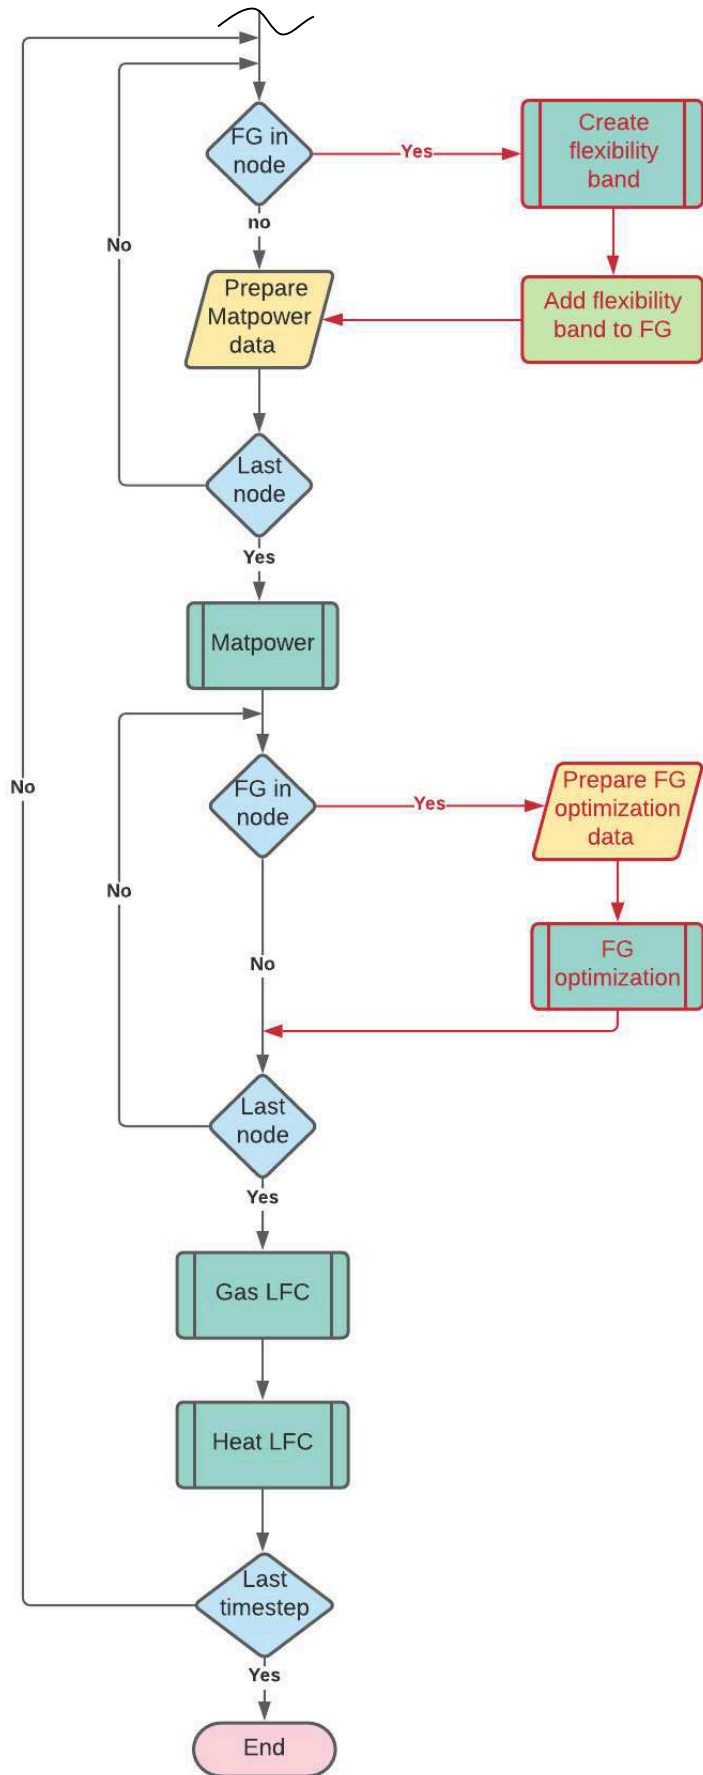 FG in
node
Yes
Create
flexibility
band
no
No
Prepare
Matpower
data
Add flexibility
band to FG
Last
node
Yes
Matpower
No
FG in
node
Yes
Prepare FG
optimization
data
No
No
FG
optimization
Last
node
Yes
Gas LFC
Heat LFC
Last
timestep
Yes
End